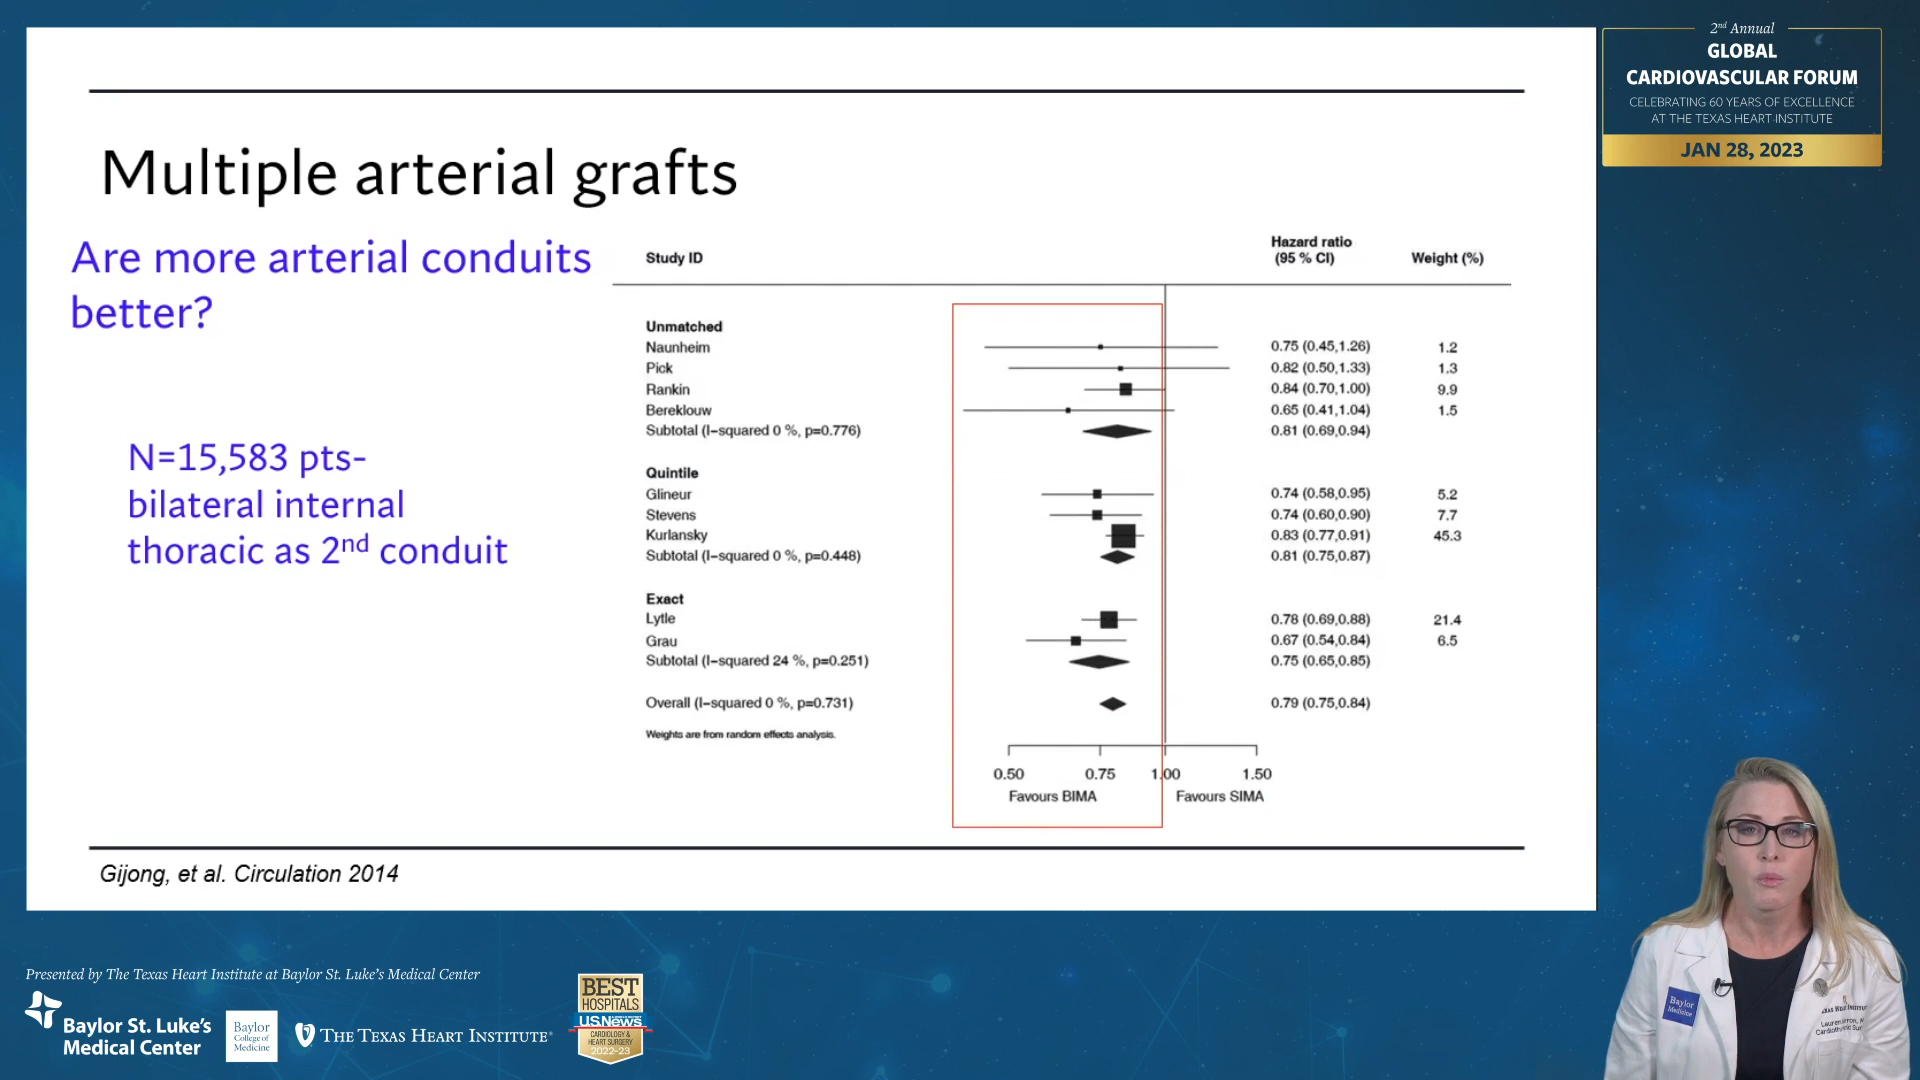 2nd Annual
GLOBAL
CARDIOVASCULAR FORUM
CELEBRATING 60 YEARS OF EXCELLENCE
AT THE TEXAS HEART INSTITUTE
JAN 28, 2023
Multiple arterial grafts
Are more arterial conduits
better?
N=15,583 pts-
bilateral internal
thoracic as 2nd conduit
Study ID
Hazard ratio
(95 % CI)
Weight (%)
Unmatched
Naunheim 0.75 (0.45,1.26) 1.2
Pick 0.82 (0.50,1.33) 1.3
Rankin 0.84 (0.70,1.00) 9.9
Bereklouw 0.65 (0.41,1.04) 1.5
Subtotal (I-squared 0 %, p=0.776) 0.81 (0.69,0.94)
Quintile
Glineur 0.74 (0.58,0.95) 5.2
Stevens 0.74 (0.60,0.90) 7.7
Kurlansky 0.83 (0.77,0.91) 45.3
Subtotal (I-squared 0 %, p=0.448) 0.81 (0.75,0.87)
Exact
Lytle 0.78 (0.69,0.88) 21.4
Grau 0.67 (0.54,0.84) 6.5
Subtotal (I-squared 24 %, p=0.251) 0.75 (0.65,0.85)
Overall (I-squared 0 %, p=0.731) 0.79 (0.75,0.84)
Weights are from random effects analysis.
0.50 0.75 1.00 1.50
Favours BIMA Favours SIMA
Gijong, et al. Circulation 2014
Presented by The Texas Heart Institute at Baylor St. Luke's Medical Center
Baylor St. Luke's
Medical Center
Baylor
College of
Medicine
THE TEXAS HEART INSTITUTE
BEST
HOSPITALS
U.S.News
CARDIOLOGY &
HEART SURGERY
2022-23
Baylor
Medicine
Lauren